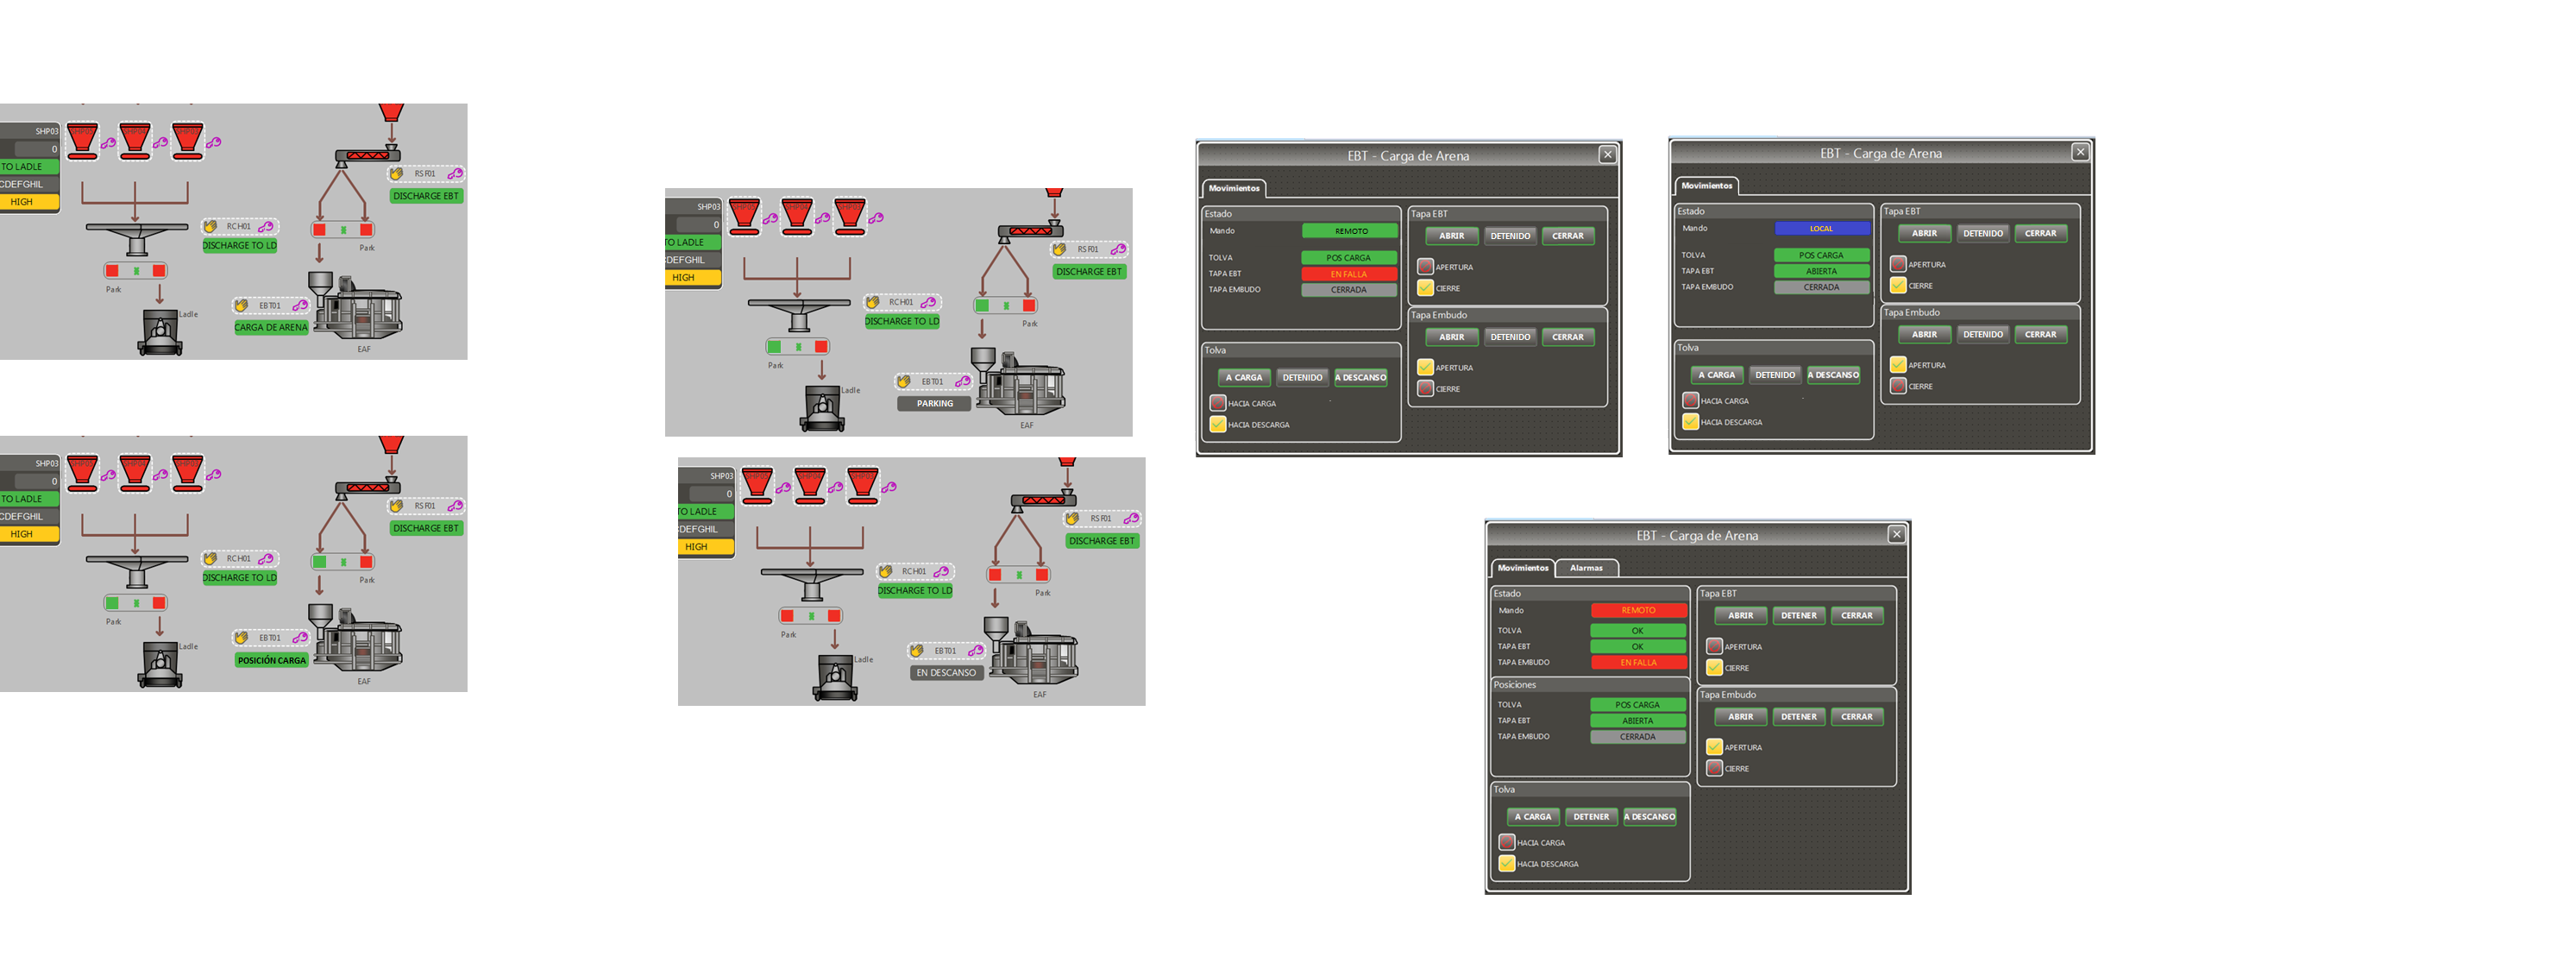 SHP03
0
TO LADLE
CDEFGHIL
HIGH
RSF01
DISCHARGE EBT
RCH01
DISCHARGE TO LD
Park
Park
EBT01
CARGA DE ARENA
Ladle
EAF
SHP03
0
TO LADLE
CDEFGHIL
HIGH
RSF01
DISCHARGE EBT
RCH01
DISCHARGE TO LD
Park
Park
EBT01
POSICIÓN CARGA
Ladle
EAF
SHP03
0
TO LADLE
CDEFGHIL
HIGH
RSF01
DISCHARGE EBT
RCH01
DISCHARGE TO LD
Park
Park
EBT01
PARKING
Ladle
EAF
SHP03
0
TO LADLE
CDEFGHIL
HIGH
RSF01
DISCHARGE EBT
RCH01
DISCHARGE TO LD
Park
Park
EBT01
EN DESCANSO
Ladle
EAF
EBT - Carga de Arena
Movimientos
Estado
Mando REMOTO
TOLVA POS CARGA
TAPA EBT EN FALLA
TAPA EMBUDO CERRADA
Tolva
A CARGA DETENIDO A DESCANSO
HACIA CARGA
HACIA DESCARGA
Tapa EBT
ABRIR DETENIDO CERRAR
APERTURA
CIERRE
Tapa Embudo
ABRIR DETENIDO CERRAR
APERTURA
CIERRE
EBT - Carga de Arena
Movimientos
Estado
Mando LOCAL
TOLVA POS CARGA
TAPA EBT ABIERTA
TAPA EMBUDO CERRADA
Tolva
A CARGA DETENIDO A DESCANSO
HACIA CARGA
HACIA DESCARGA
Tapa EBT
ABRIR DETENIDO CERRAR
APERTURA
CIERRE
Tapa Embudo
ABRIR DETENIDO CERRAR
APERTURA
CIERRE
EBT - Carga de Arena
Movimientos Alarmas
Estado
Mando REMOTO
TOLVA OK
TAPA EBT OK
TAPA EMBUDO EN FALLA
Posiciones
TOLVA POS CARGA
TAPA EBT ABIERTA
TAPA EMBUDO CERRADA
Tolva
A CARGA DETENER A DESCANSO
HACIA CARGA
HACIA DESCARGA
Tapa EBT
ABRIR DETENER CERRAR
APERTURA
CIERRE
Tapa Embudo
ABRIR DETENER CERRAR
APERTURA
CIERRE